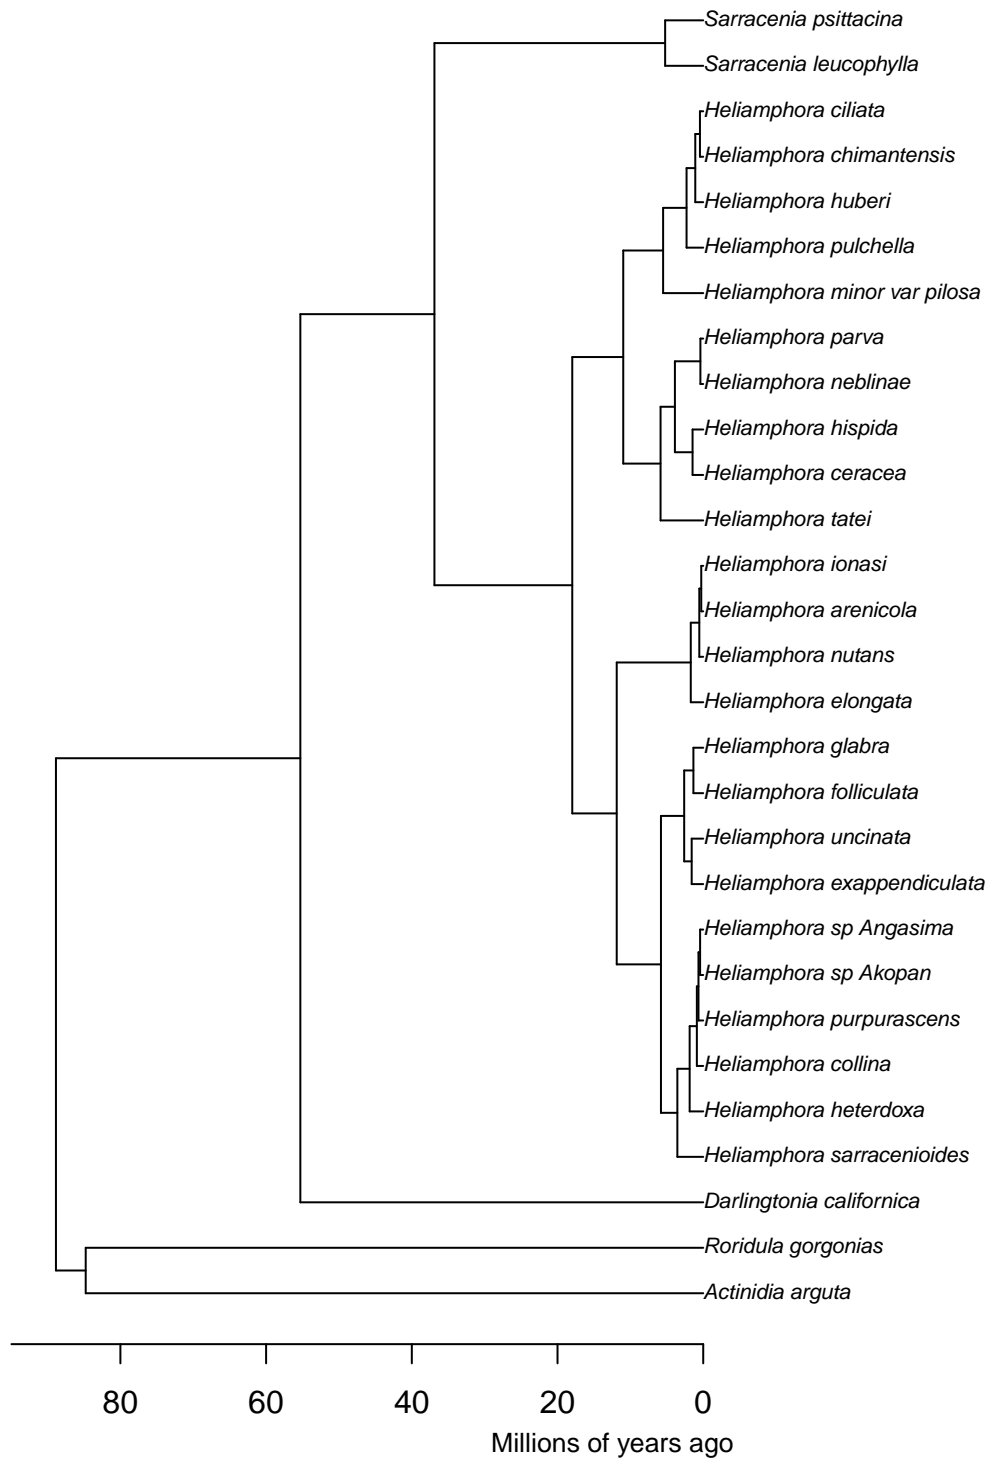 Sarracenia psittacina
Sarracenia leucophylla
Heliamphora ciliata
Heliamphora chimantensis
Heliamphora huberi
Heliamphora pulchella
Heliamphora minor var pilosa
Heliamphora parva
Heliamphora neblinae
Heliamphora hispida
Heliamphora ceracea
Heliamphora tatei
Heliamphora ionasi
Heliamphora arenicola
Heliamphora nutans
Heliamphora elongata
Heliamphora glabra
Heliamphora folliculata
Heliamphora uncinata
Heliamphora exappendiculata
Heliamphora sp Angasima
Heliamphora sp Akopan
Heliamphora purpurascens
Heliamphora collina
Heliamphora heterdoxa
Heliamphora sarracenioides
Darlingtonia californica
Roridula gorgonias
Actinidia arguta
80 60 40 20 0
Millions of years ago